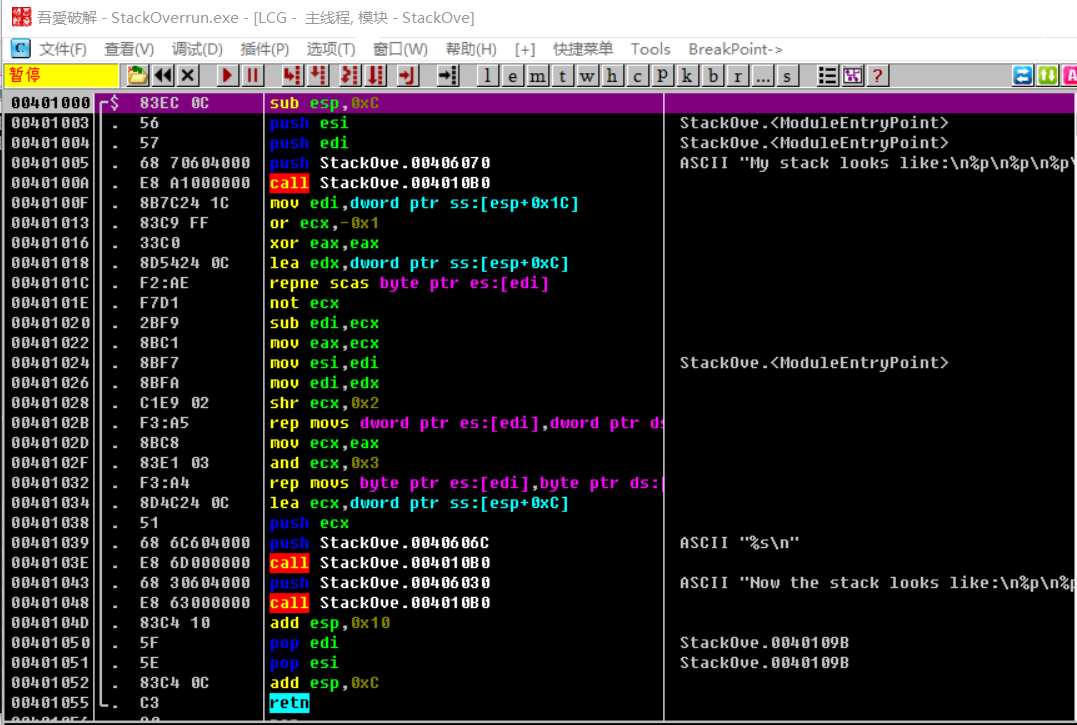 吾愛破解 - StackOverrun.exe - [LCG - 主线程, 模块 - StackOve]
C 文件(F) 查看(V) 调试(D) 插件(P) 选项(T) 窗口(W) 帮助(H) [+] 快捷菜单 Tools BreakPoint->
暂停 l e m t w h c P k b r ... s ?
00401000 $ 83EC 0C sub esp,0xC
00401003 . 56 push esi StackOve.<ModuleEntryPoint>
00401004 . 57 push edi StackOve.<ModuleEntryPoint>
00401005 . 68 70604000 push StackOve.00406070 ASCII "My stack looks like:\n%p\n%p\n%p\
0040100A . E8 A1000000 call StackOve.004010B0
0040100F . 8B7C24 1C mov edi,dword ptr ss:[esp+0x1C]
00401013 . 83C9 FF or ecx,-0x1
00401016 . 33C0 xor eax,eax
00401018 . 8D5424 0C lea edx,dword ptr ss:[esp+0xC]
0040101C . F2:AE repne scas byte ptr es:[edi]
0040101E . F7D1 not ecx
00401020 . 2BF9 sub edi,ecx
00401022 . 8BC1 mov eax,ecx
00401024 . 8BF7 mov esi,edi StackOve.<ModuleEntryPoint>
00401026 . 8BFA mov edi,edx
00401028 . C1E9 02 shr ecx,0x2
0040102B . F3:A5 rep movs dword ptr es:[edi],dword ptr ds
0040102D . 8BC8 mov ecx,eax
0040102F . 83E1 03 and ecx,0x3
00401032 . F3:A4 rep movs byte ptr es:[edi],byte ptr ds:[
00401034 . 8D4C24 0C lea ecx,dword ptr ss:[esp+0xC]
00401038 . 51 push ecx
00401039 . 68 6C604000 push StackOve.0040606C ASCII "%s\n"
0040103E . E8 6D000000 call StackOve.004010B0
00401043 . 68 30604000 push StackOve.00406030 ASCII "Now the stack looks like:\n%p\n%p
00401048 . E8 63000000 call StackOve.004010B0
0040104D . 83C4 10 add esp,0x10
00401050 . 5F pop edi StackOve.0040109B
00401051 . 5E pop esi StackOve.0040109B
00401052 . 83C4 0C add esp,0xC
00401055 . C3 retn